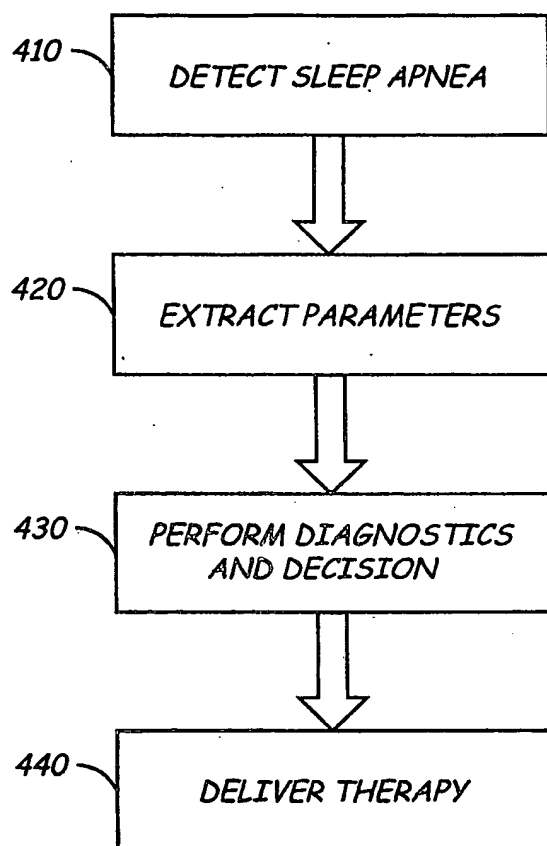 410
DETECT SLEEP APNEA
420
EXTRACT PARAMETERS
430
PERFORM DIAGNOSTICS
AND DECISION
440
DELIVER THERAPY